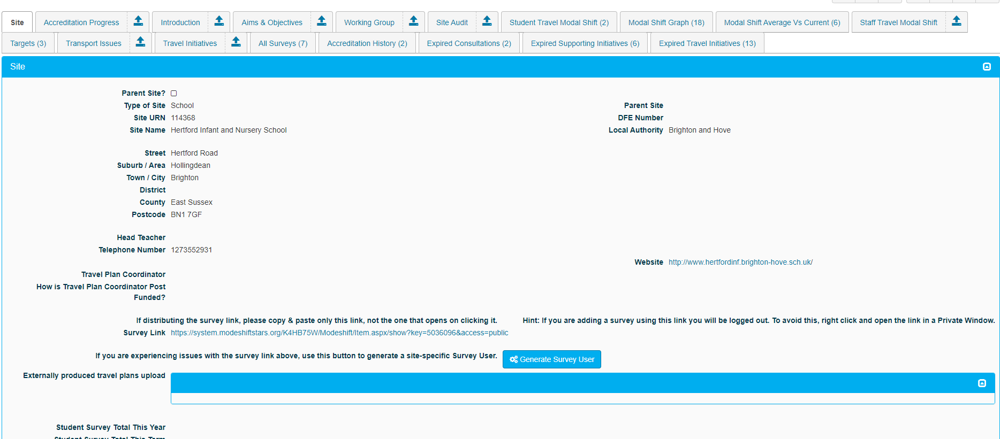 Site Accreditation Progress Introduction Aims & Objectives Working Group Site Audit Student Travel Modal Shift (2) Modal Shift Graph (18) Modal Shift Average Vs Current (6) Staff Travel Modal Shift
Targets (3) Transport Issues Travel Initiatives All Surveys (7) Accreditation History (2) Expired Consultations (2) Expired Supporting Initiatives (6) Expired Travel Initiatives (13)
Site
Parent Site?
Type of Site School Parent Site
Site URN 114368 DFE Number
Site Name Hertford Infant and Nursery School Local Authority Brighton and Hove
Street Hertford Road
Suburb / Area Hollingdean
Town / City Brighton
District
County East Sussex
Postcode BN1 7GF
Head Teacher
Telephone Number 1273552931
Website http://www.hertfordinf.brighton-hove.sch.uk/
Travel Plan Coordinator
How is Travel Plan Coordinator Post
Funded?
If distributing the survey link, please copy & paste only this link, not the one that opens on clicking it. Hint: If you are adding a survey using this link you will be logged out. To avoid this, right click and open the link in a Private Window.
Survey Link https://system.modeshiftstars.org/K4HB75W/Modeshift/Item.aspx/show?key=5036096&access=public
If you are experiencing issues with the survey link above, use this button to generate a site-specific Survey User. Generate Survey User
Externally produced travel plans upload
Student Survey Total This Year
Student Survey Total This Term